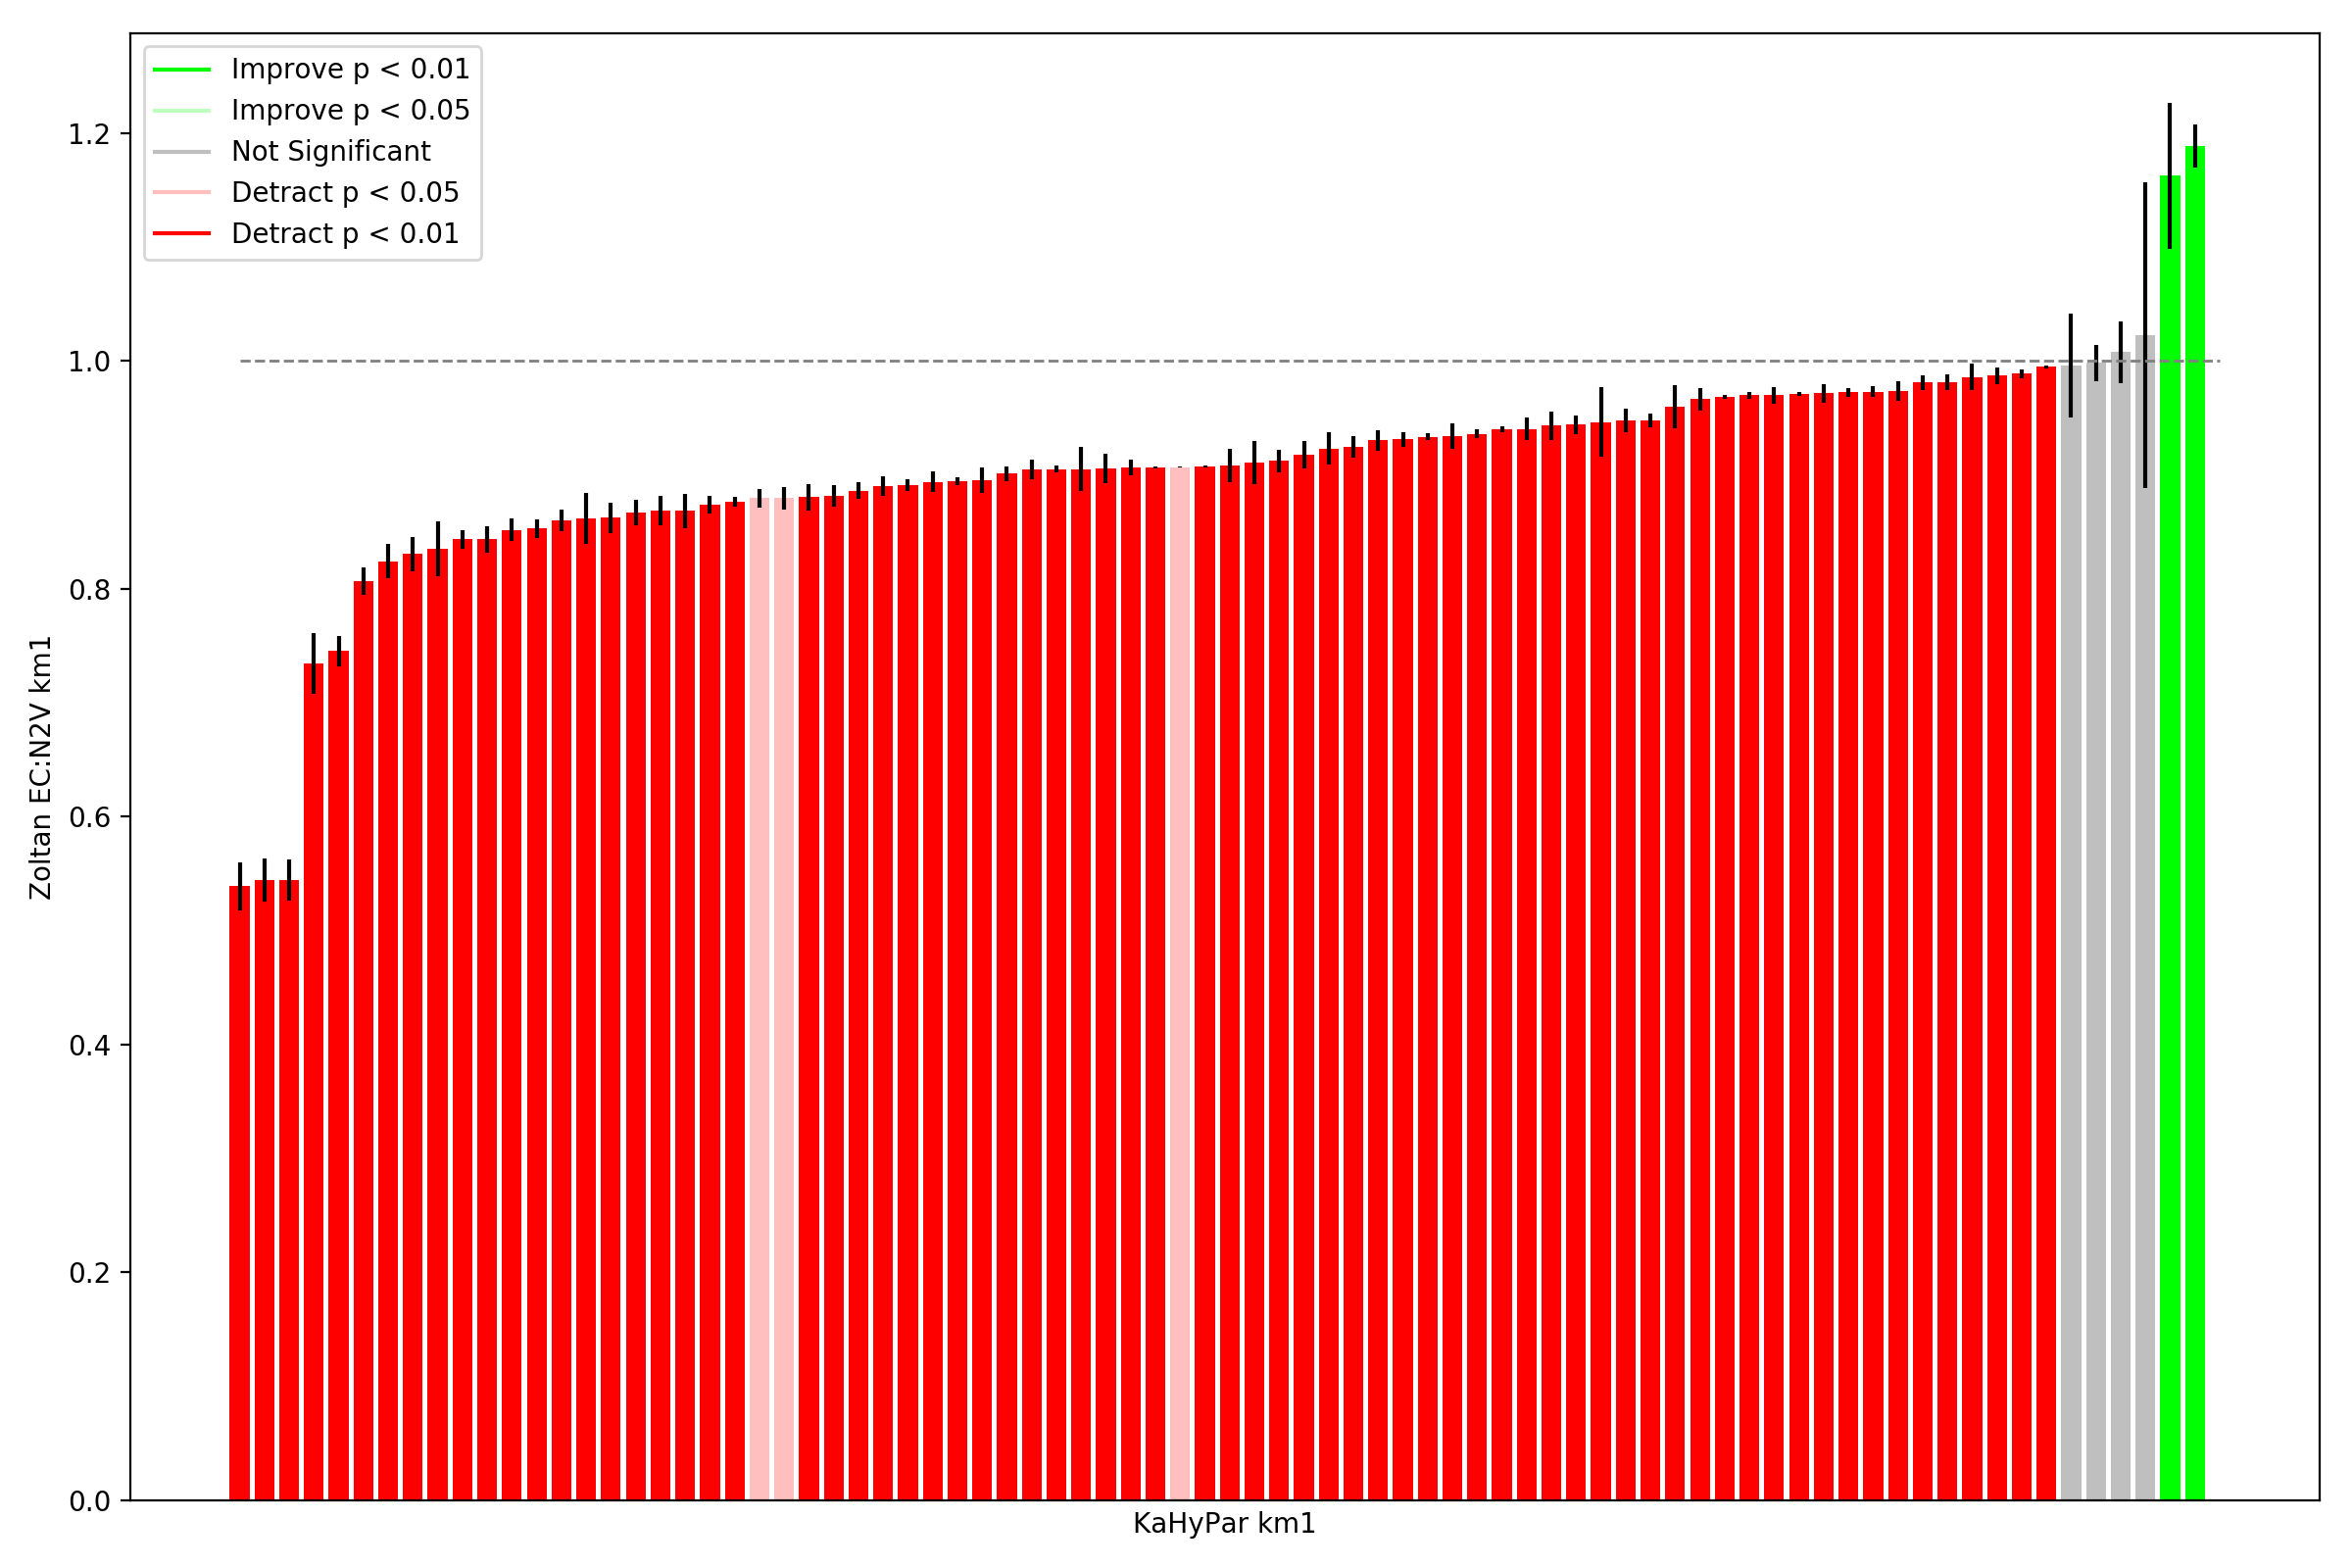 Improve p < 0.01
Improve p < 0.05
Not Significant
Detract p < 0.05
Detract p < 0.01
1.2
1.0
0.8
0.6
0.4
0.2
0.0
Zoltan EC:N2V km1
KaHyPar km1